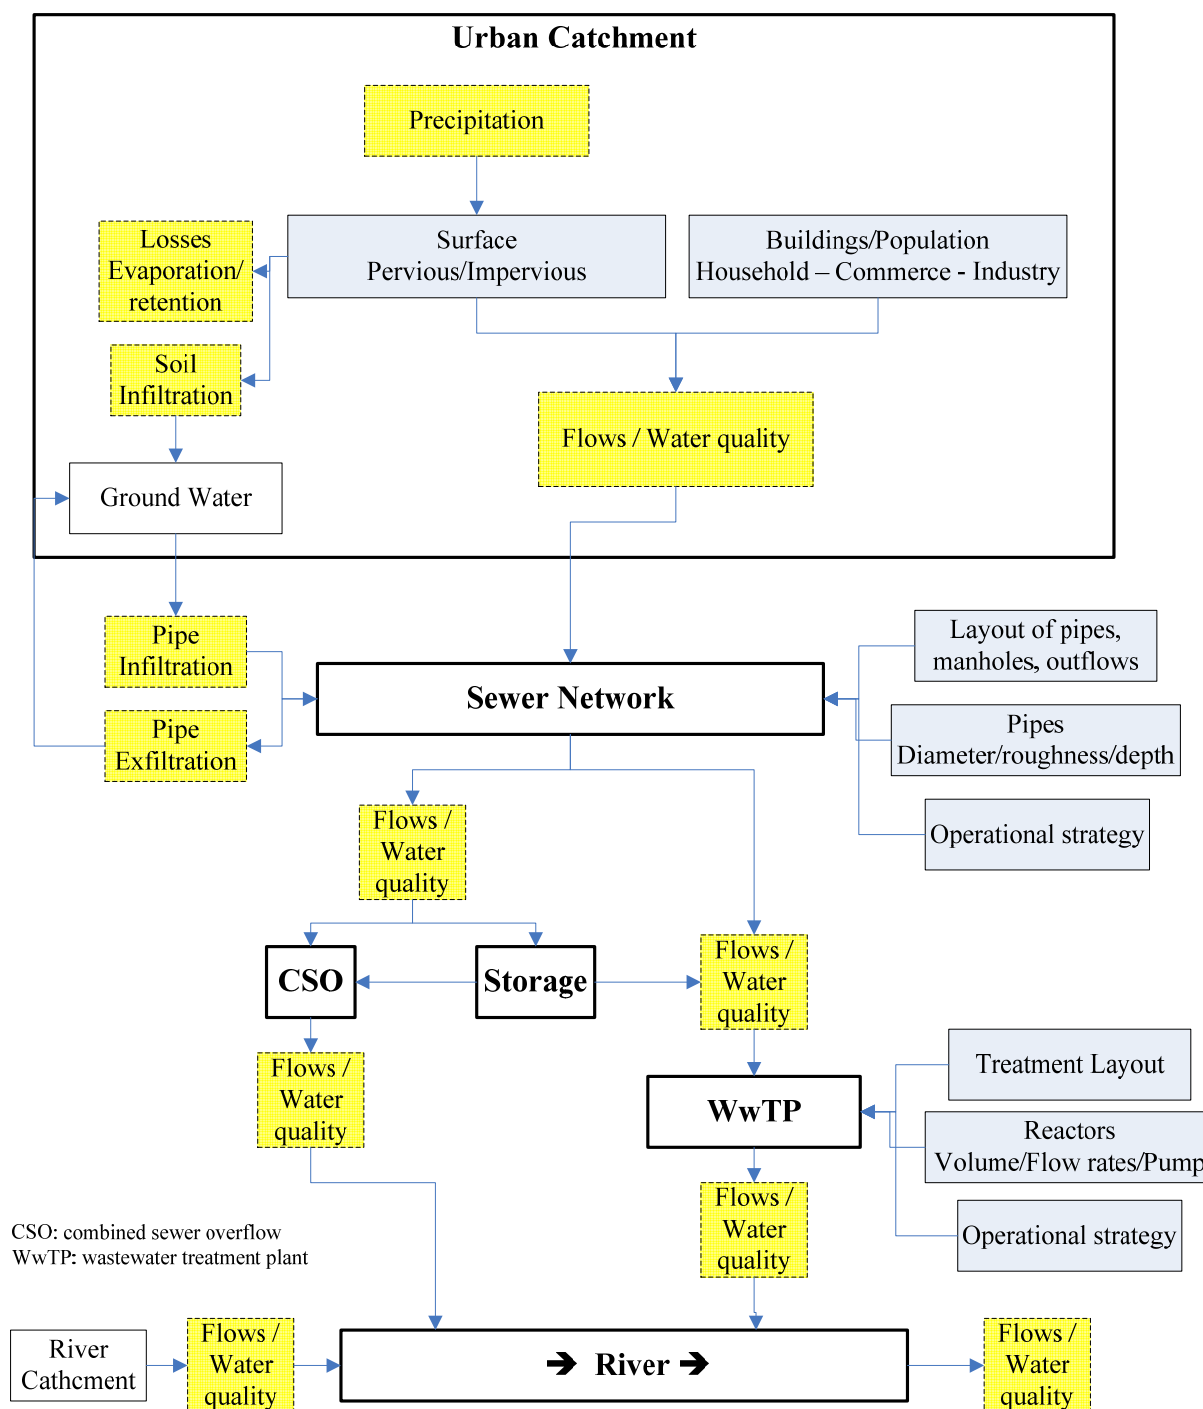 Urban Catchment
Precipitation
Losses
Evaporation/
retention
Surface
Pervious/Impervious
Buildings/Population
Household – Commerce - Industry
Soil
Infiltration
Flows / Water quality
Ground Water
Pipe
Infiltration
Layout of pipes,
manholes, outflows
Sewer Network
Pipe
Exfiltration
Pipes
Diameter/roughness/depth
Operational strategy
Flows /
Water
quality
CSO
Storage
Flows /
Water
quality
Flows /
Water
quality
Treatment Layout
WwTP
Reactors
Volume/Flow rates/Pump
Flows /
Water
quality
Operational strategy
CSO: combined sewer overflow
WwTP: wastewater treatment plant
River
Cathcment
Flows /
Water
quality
➔ River ➔
Flows /
Water
quality